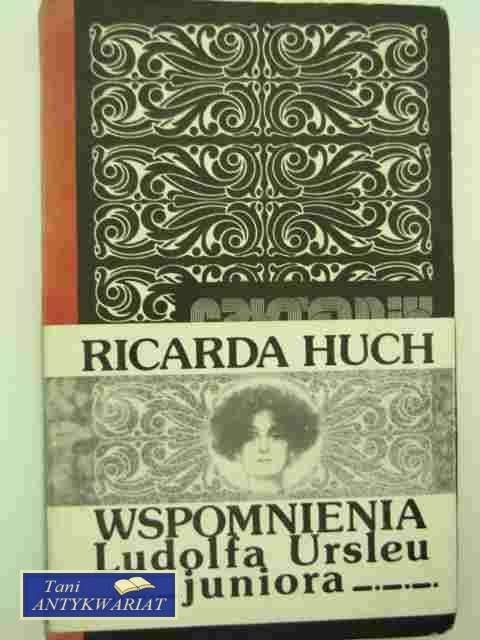 RICARDA HUCH
WSPOMNIENIA
Ludolfa Ursleu
juniora
Tani
ANTYKWARIAT